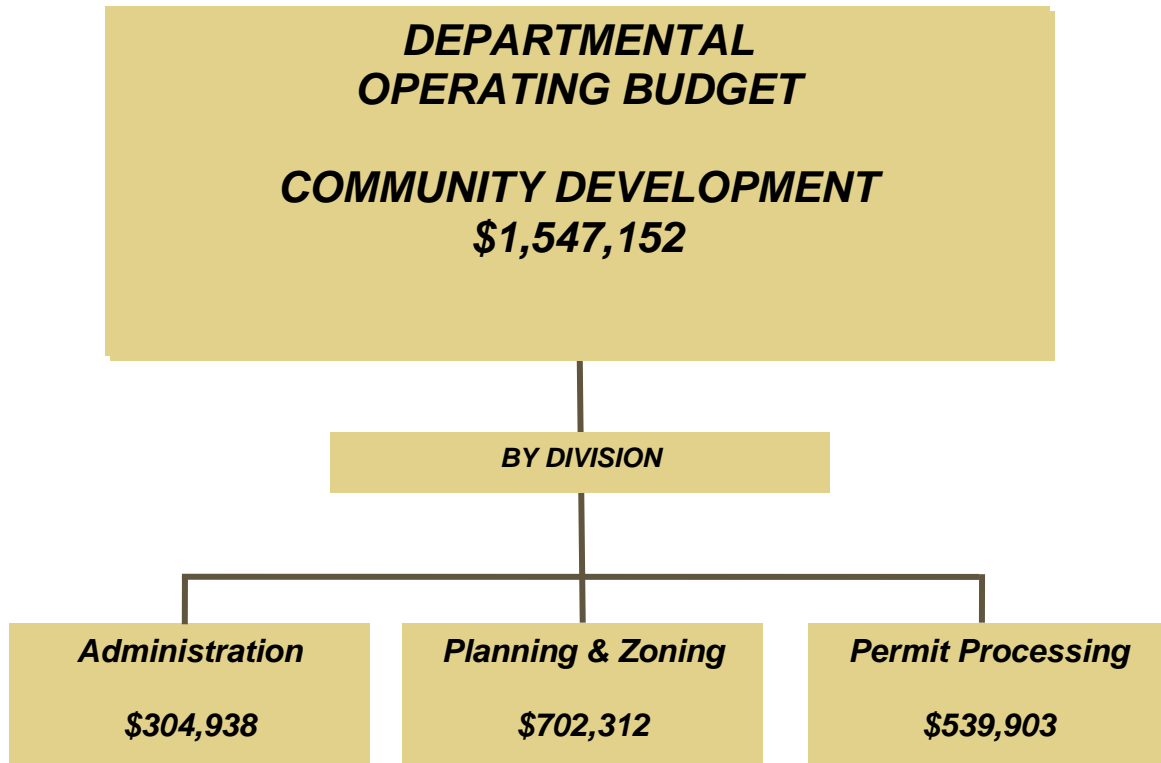 DEPARTMENTAL
OPERATING BUDGET
COMMUNITY DEVELOPMENT
$1,547,152
BY DIVISION
Administration
$304,938
Planning & Zoning
$702,312
Permit Processing
$539,903